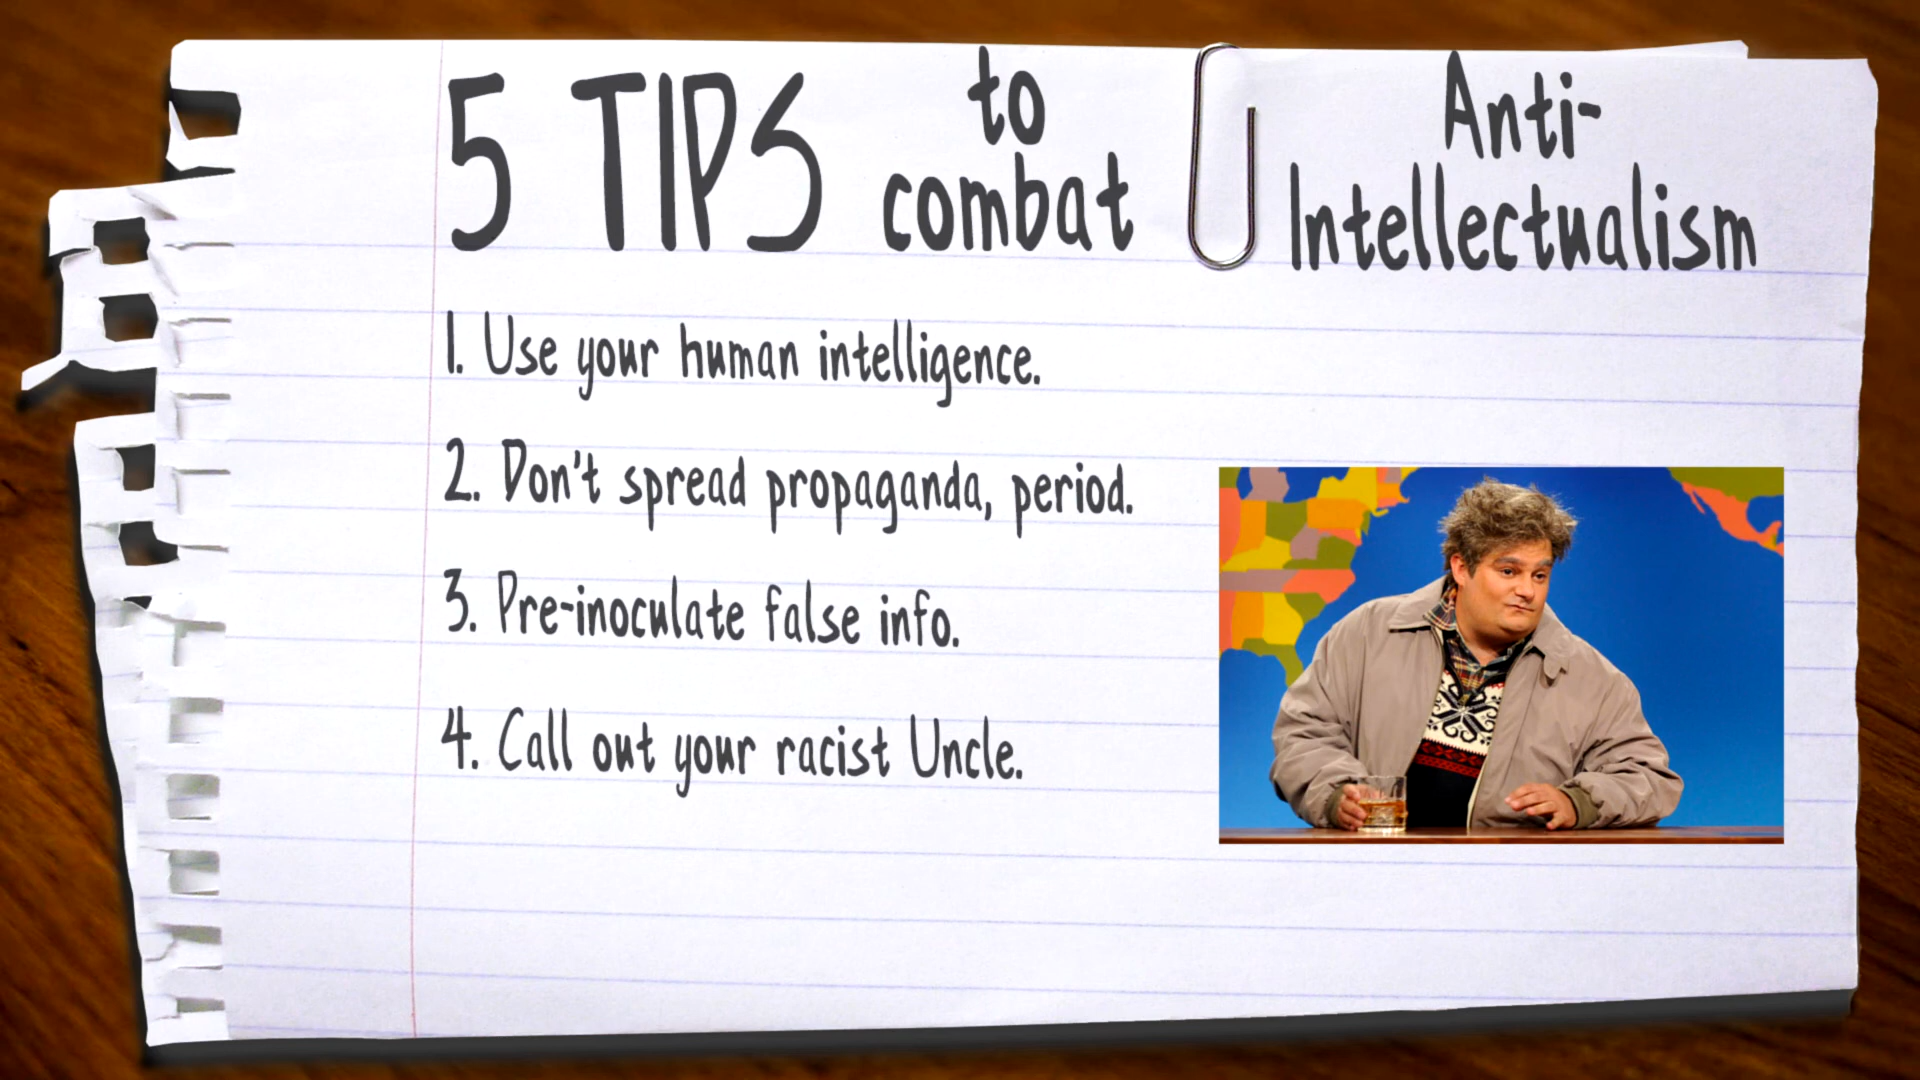 5 TIPS to combat Anti-Intellectualism
1. Use your human intelligence.
2. Don't spread propaganda, period.
3. Pre-inoculate false info.
4. Call out your racist Uncle.